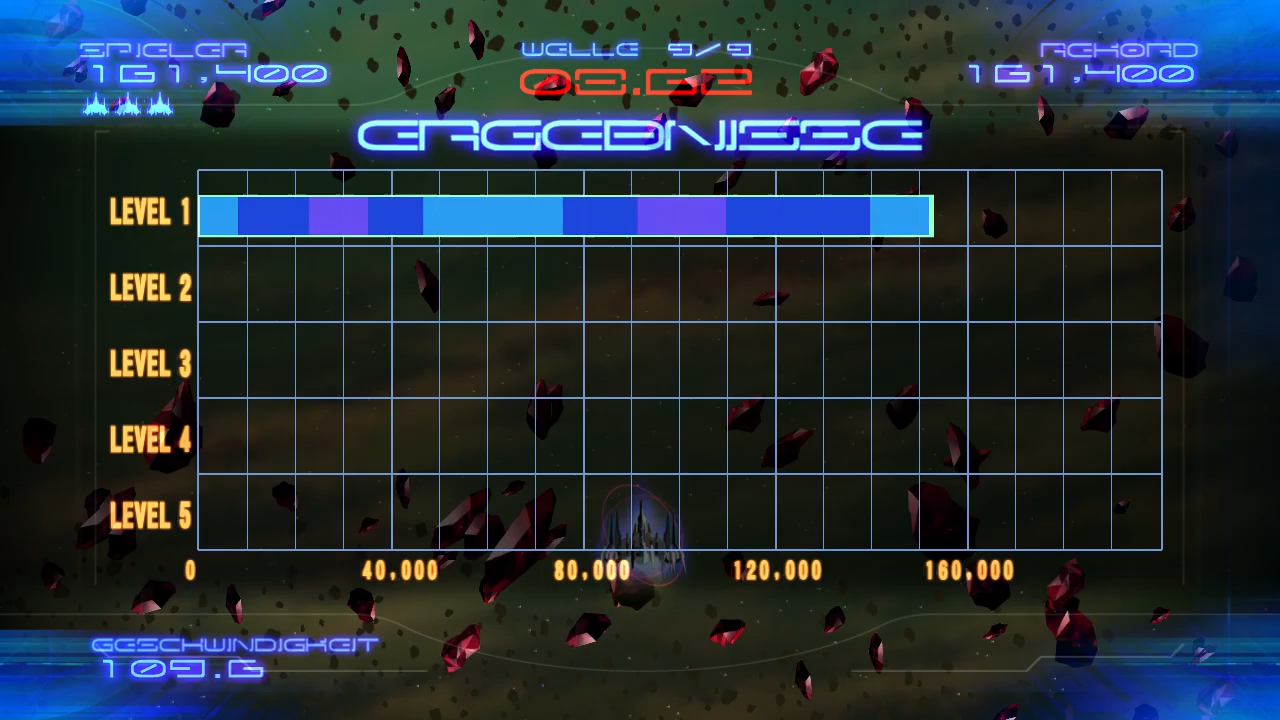 SPIELER
161,400
WELLE 9/9
09.62
REKORD
161,400
ERGEBNISSE
LEVEL 1
LEVEL 2
LEVEL 3
LEVEL 4
LEVEL 5
0 40,000 80,000 120,000 160,000
GESCHWINDIGKEIT
109.6